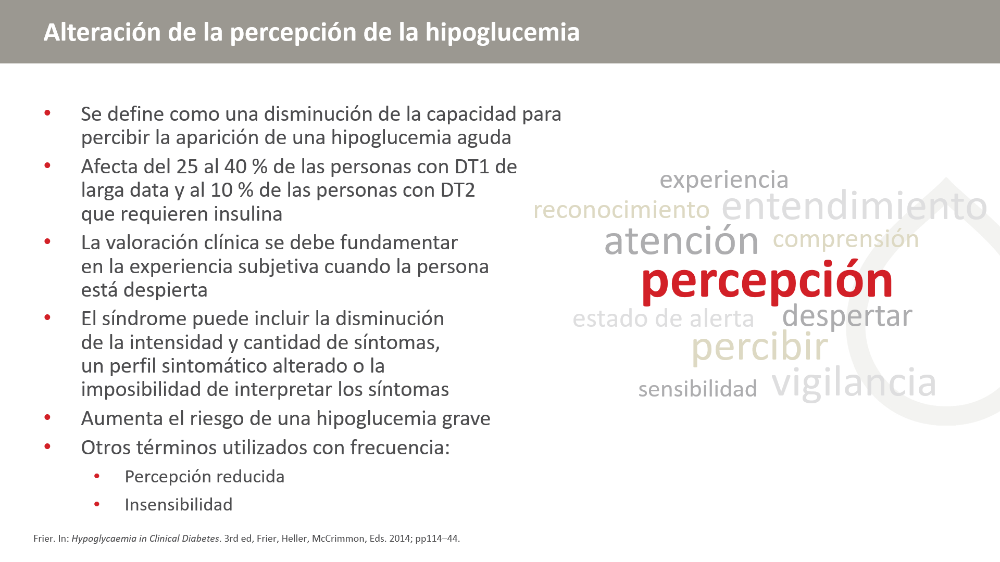 Alteración de la percepción de la hipoglucemia
• Se define como una disminución de la capacidad para
percibir la aparición de una hipoglucemia aguda
• Afecta del 25 al 40 % de las personas con DT1 de
larga data y al 10 % de las personas con DT2
que requieren insulina
• La valoración clínica se debe fundamentar
en la experiencia subjetiva cuando la persona
está despierta
• El síndrome puede incluir la disminución
de la intensidad y cantidad de síntomas,
un perfil sintomático alterado o la
imposibilidad de interpretar los síntomas
• Aumenta el riesgo de una hipoglucemia grave
• Otros términos utilizados con frecuencia:
• Percepción reducida
• Insensibilidad
experiencia
reconocimiento entendimiento
atención comprensión
percepción
estado de alerta despertar
percibir
sensibilidad vigilancia
Frier. In: Hypoglycaemia in Clinical Diabetes. 3rd ed, Frier, Heller, McCrimmon, Eds. 2014; pp114–44.